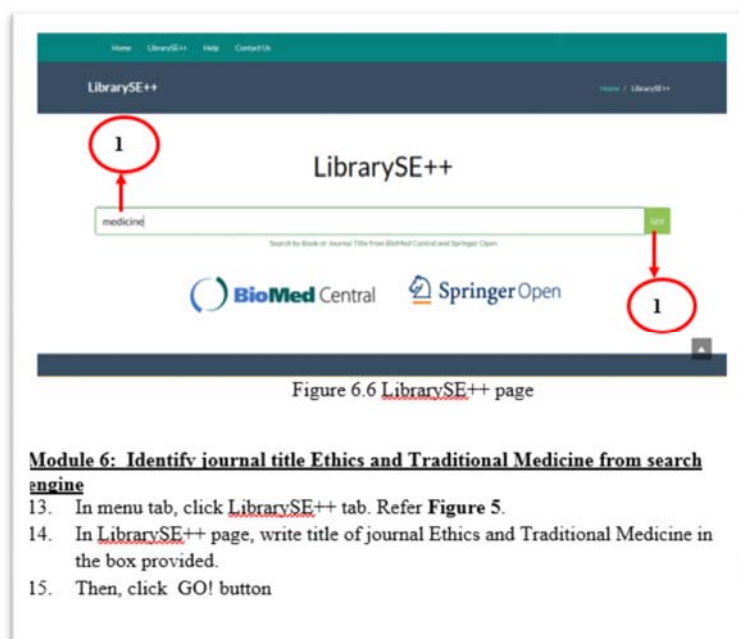 Home LibrarySE++ Help Contact Us
LibrarySE++
Home / LibrarySE++
1
LibrarySE++
medicine
GO!
Search by Book or Journal Title from BioMed Central and Springer Open
BioMed Central
Springer Open
1
Figure 6.6 LibrarySE++ page
Module 6: Identify journal title Ethics and Traditional Medicine from search
engine
13. In menu tab, click LibrarySE++ tab. Refer Figure 5.
14. In LibrarySE++ page, write title of journal Ethics and Traditional Medicine in
the box provided.
15. Then, click GO! button